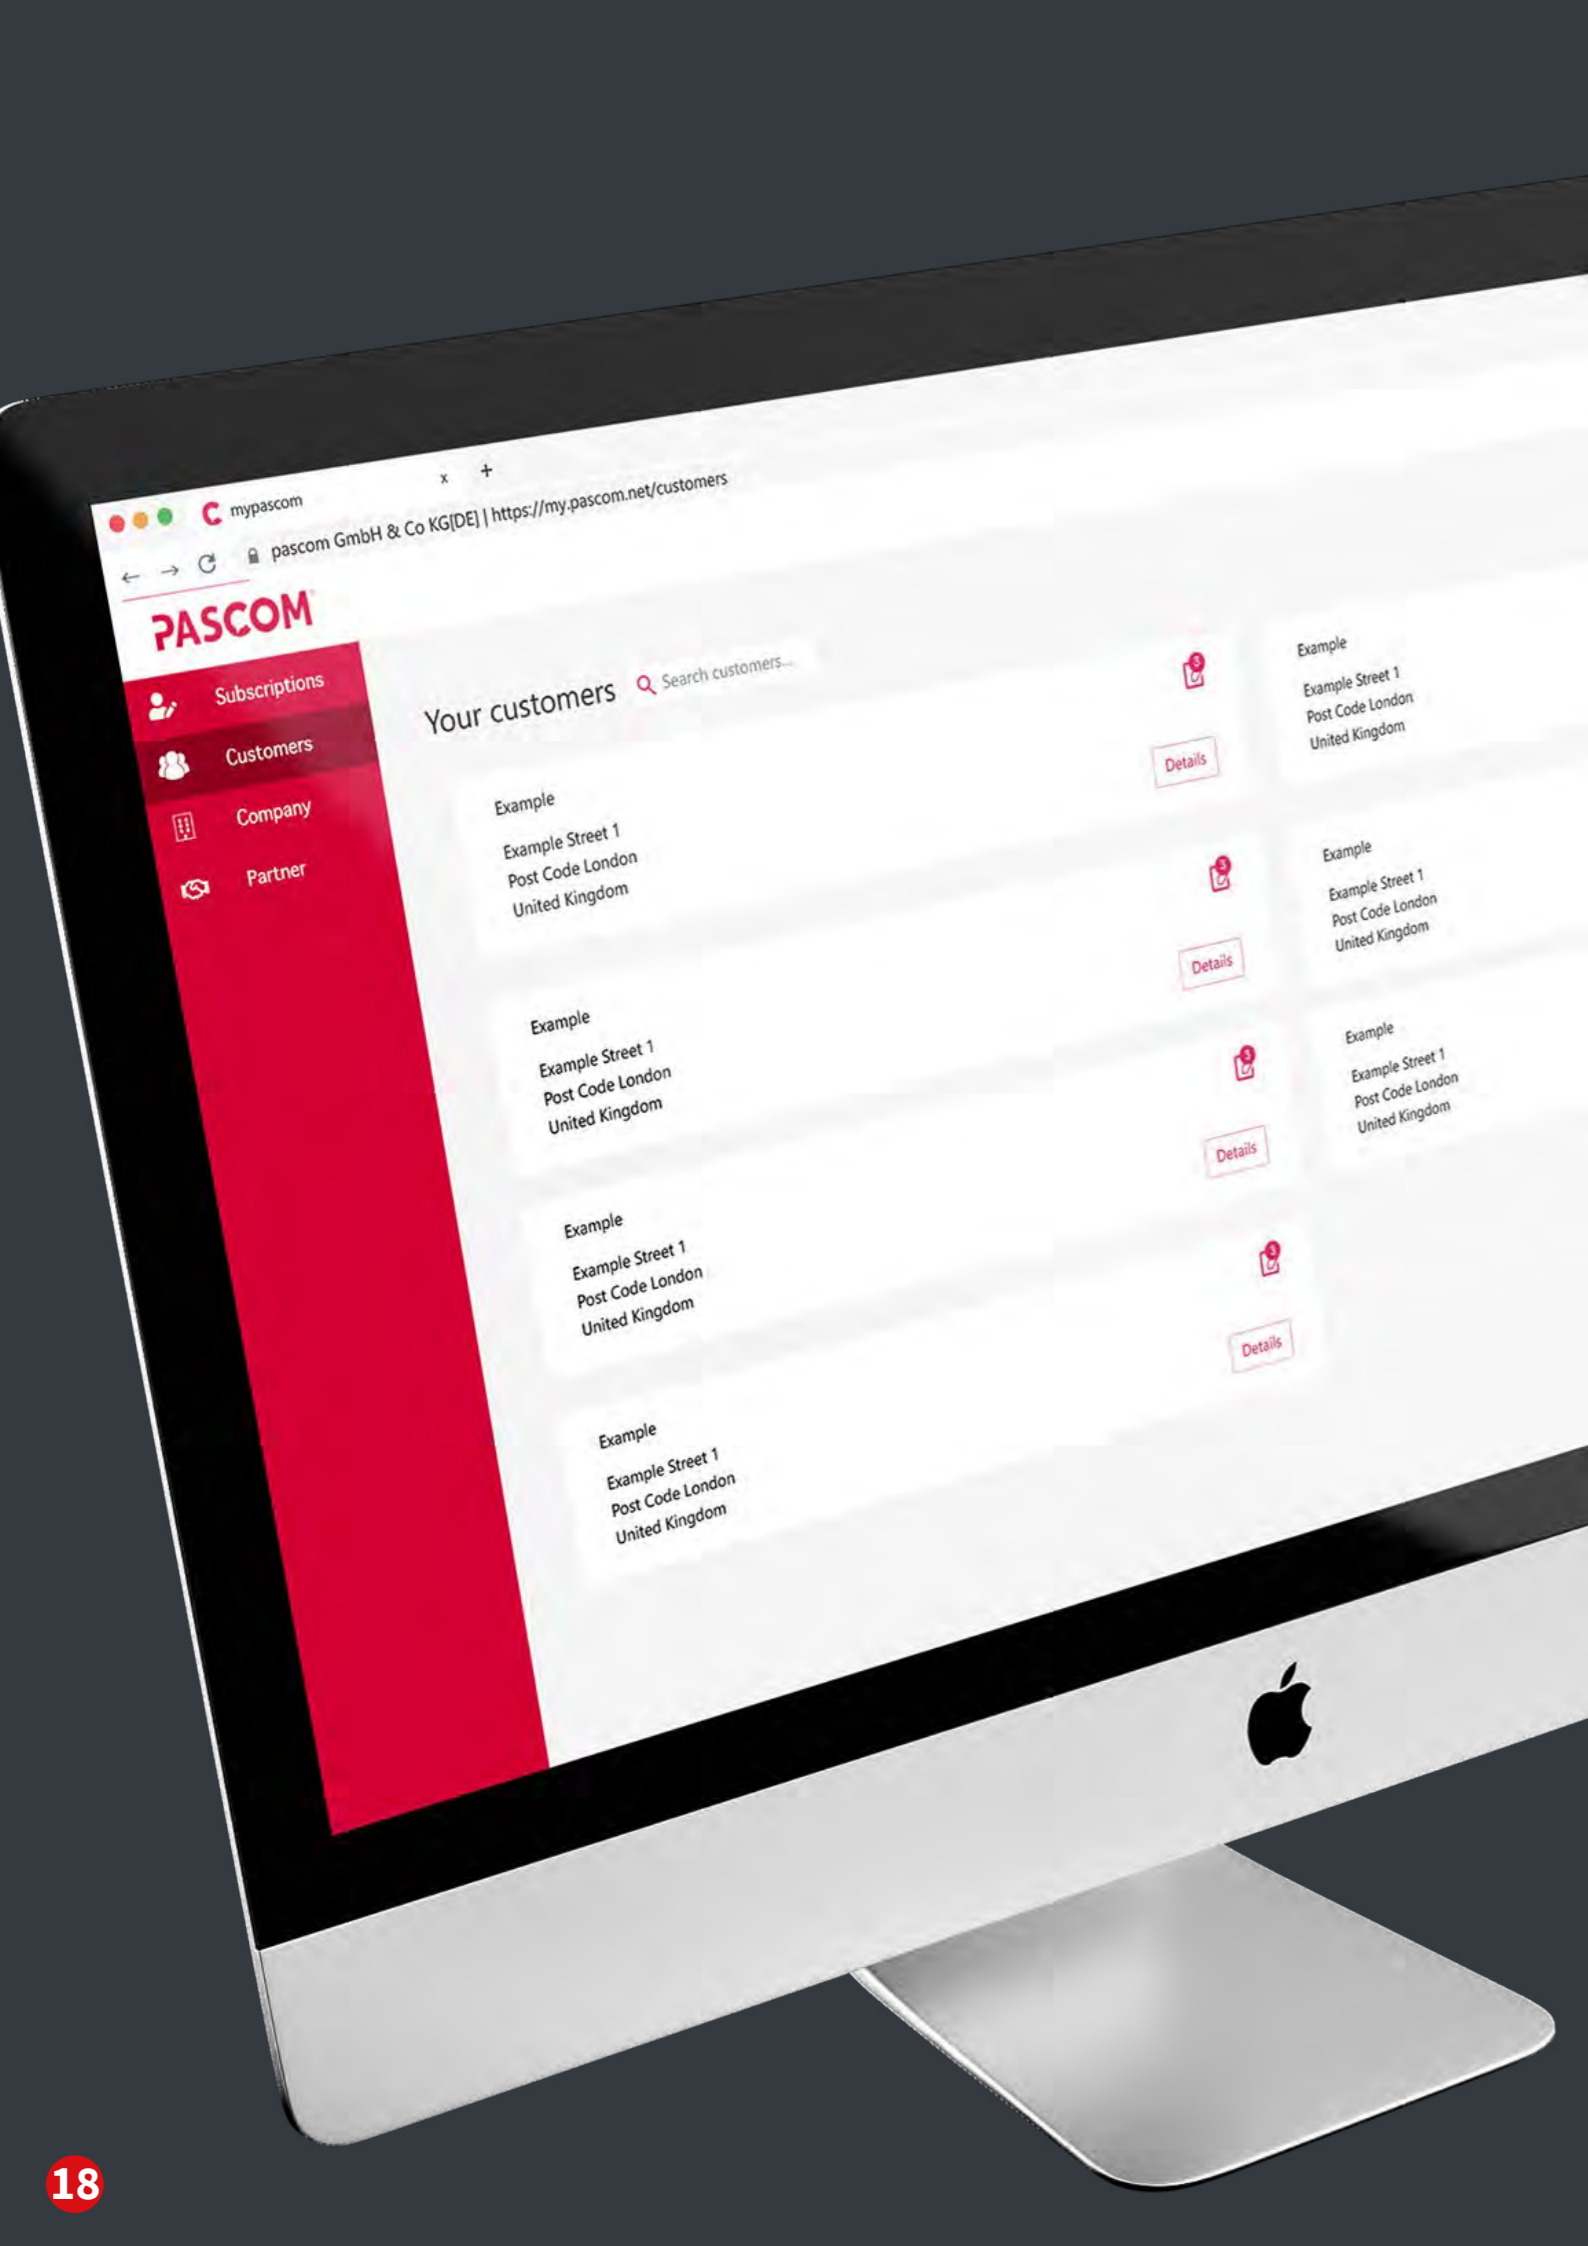 mypascom
x +
pascom GmbH & Co KG[DE] | https://my.pascom.net/customers
PASCOM
Subscriptions
Customers
Company
Partner
Your customers
Search customers...
Example
Example Street 1
Post Code London
United Kingdom
3
Details
Example
Example Street 1
Post Code London
United Kingdom
Example
Example Street 1
Post Code London
United Kingdom
3
Details
Example
Example Street 1
Post Code London
United Kingdom
Example
Example Street 1
Post Code London
United Kingdom
3
Details
Example
Example Street 1
Post Code London
United Kingdom
Example
Example Street 1
Post Code London
United Kingdom
3
Details
18